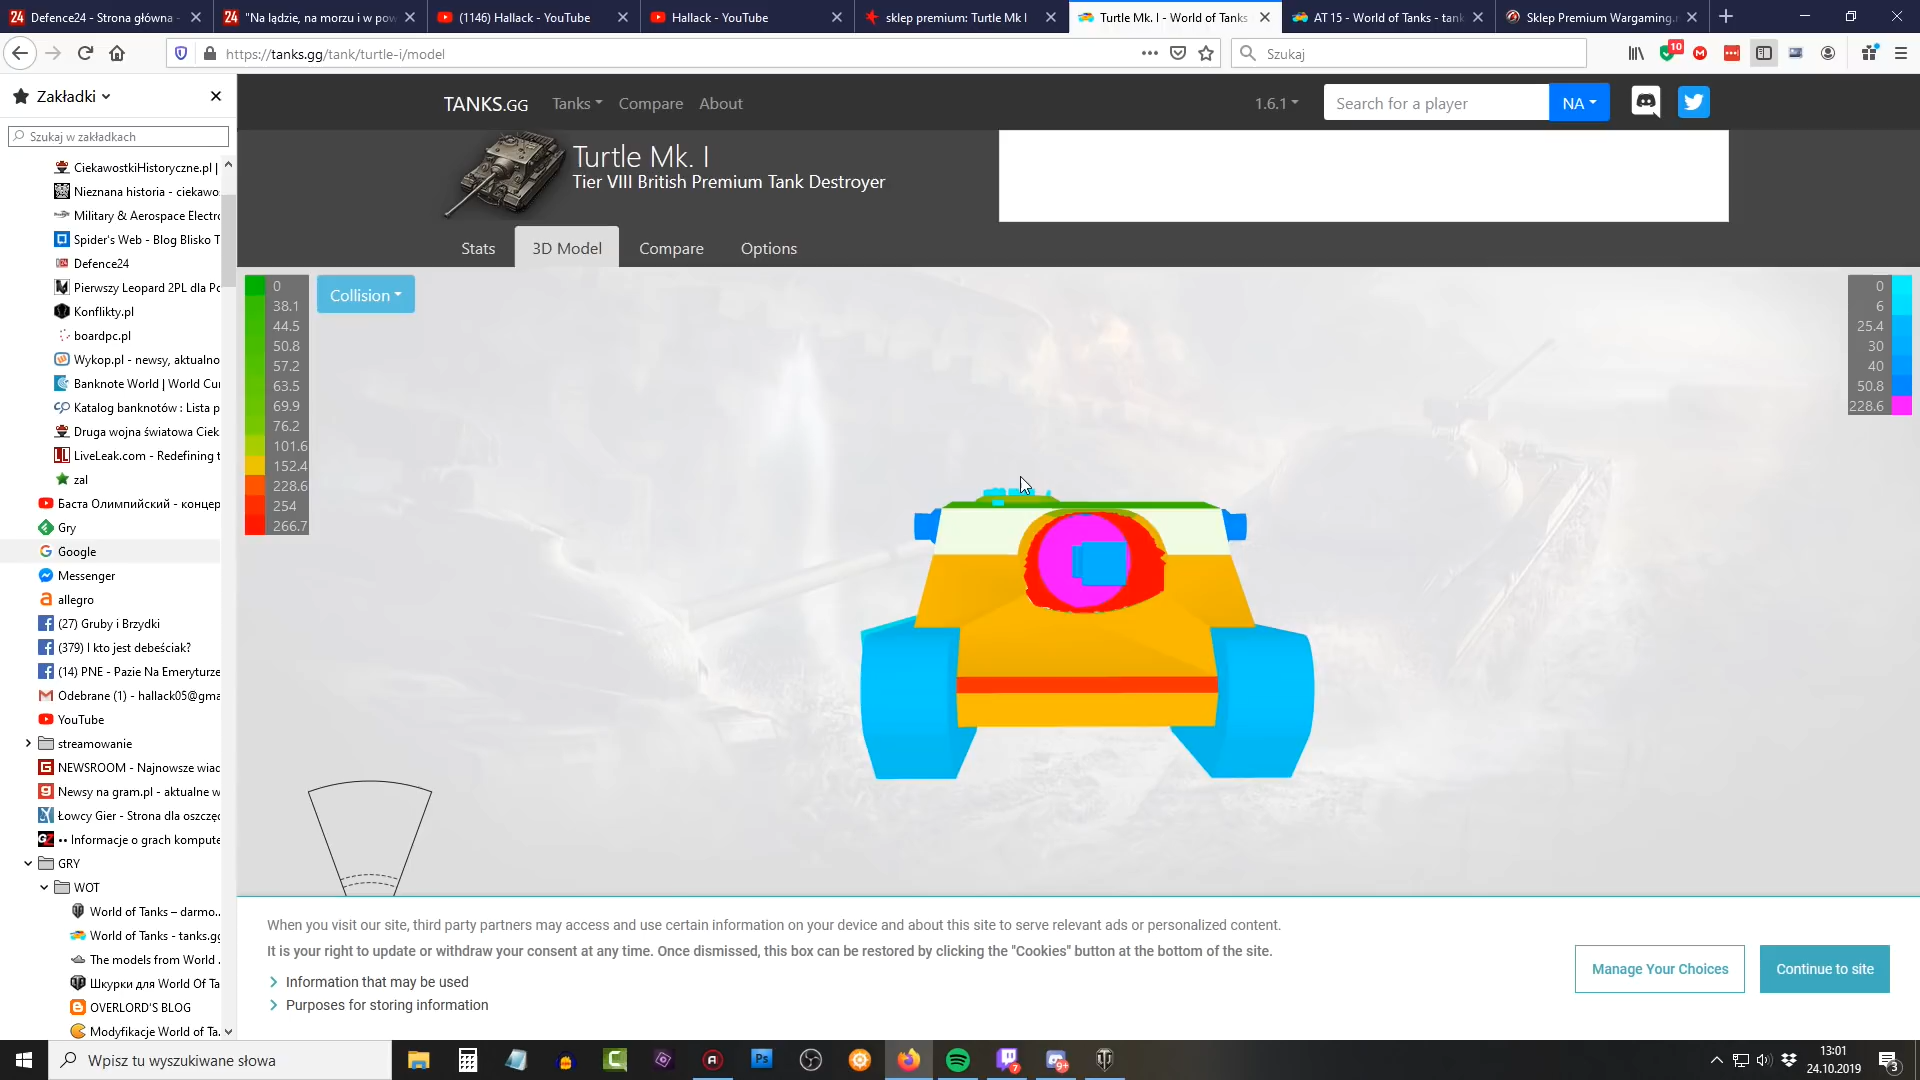 Defence24 - Strona główna -
"Na lądzie, na morzu i w pow
(1146) Hallack - YouTube
Hallack - YouTube
sklep premium: Turtle Mk I
Turtle Mk. I - World of Tanks
AT 15 - World of Tanks - tank
Sklep Premium Wargaming.n
https://tanks.gg/tank/turtle-i/model
Szukaj
10
Zakładki
Szukaj w zakładkach
CiekawostkiHistoryczne.pl |
Nieznana historia - ciekawo
Military & Aerospace Electro
Spider's Web - Blog Blisko T
Defence24
Pierwszy Leopard 2PL dla Po
Konflikty.pl
boardpc.pl
Wykop.pl - newsy, aktualno
Banknote World | World Cur
Katalog banknotów : Lista p
Druga wojna światowa Ciek
LiveLeak.com - Redefining t
zal
Баста Олимпийский - концер
Gry
Google
Messenger
allegro
(27) Gruby i Brzydki
(379) I kto jest debeściak?
(14) PNE - Pazie Na Emeryturze
Odebrane (1) - hallack05@gma
YouTube
streamowanie
NEWSROOM - Najnowsze wiad
Newsy na gram.pl - aktualne w
Łowcy Gier - Strona dla oszczęd
•• Informacje o grach kompute
GRY
WOT
World of Tanks – darmo...
World of Tanks - tanks.gg
The models from World ...
Шкурки для World Of Ta
OVERLORD'S BLOG
Modyfikacje World of Ta...
TANKS.GG
Tanks
Compare
About
1.6.1
Search for a player
NA
Turtle Mk. I
Tier VIII British Premium Tank Destroyer
Stats
3D Model
Compare
Options
Collision
0
38.1
44.5
50.8
57.2
63.5
69.9
76.2
101.6
152.4
228.6
254
266.7
0
6
25.4
30
40
50.8
228.6
When you visit our site, third party partners may access and use certain information on your device and about this site to serve relevant ads or personalized content.
It is your right to update or withdraw your consent at any time. Once dismissed, this box can be restored by clicking the "Cookies" button at the bottom of the site.
Information that may be used
Purposes for storing information
Manage Your Choices
Continue to site
Wpisz tu wyszukiwane słowa
Ps
7
9+
13:01
24.10.2019
3